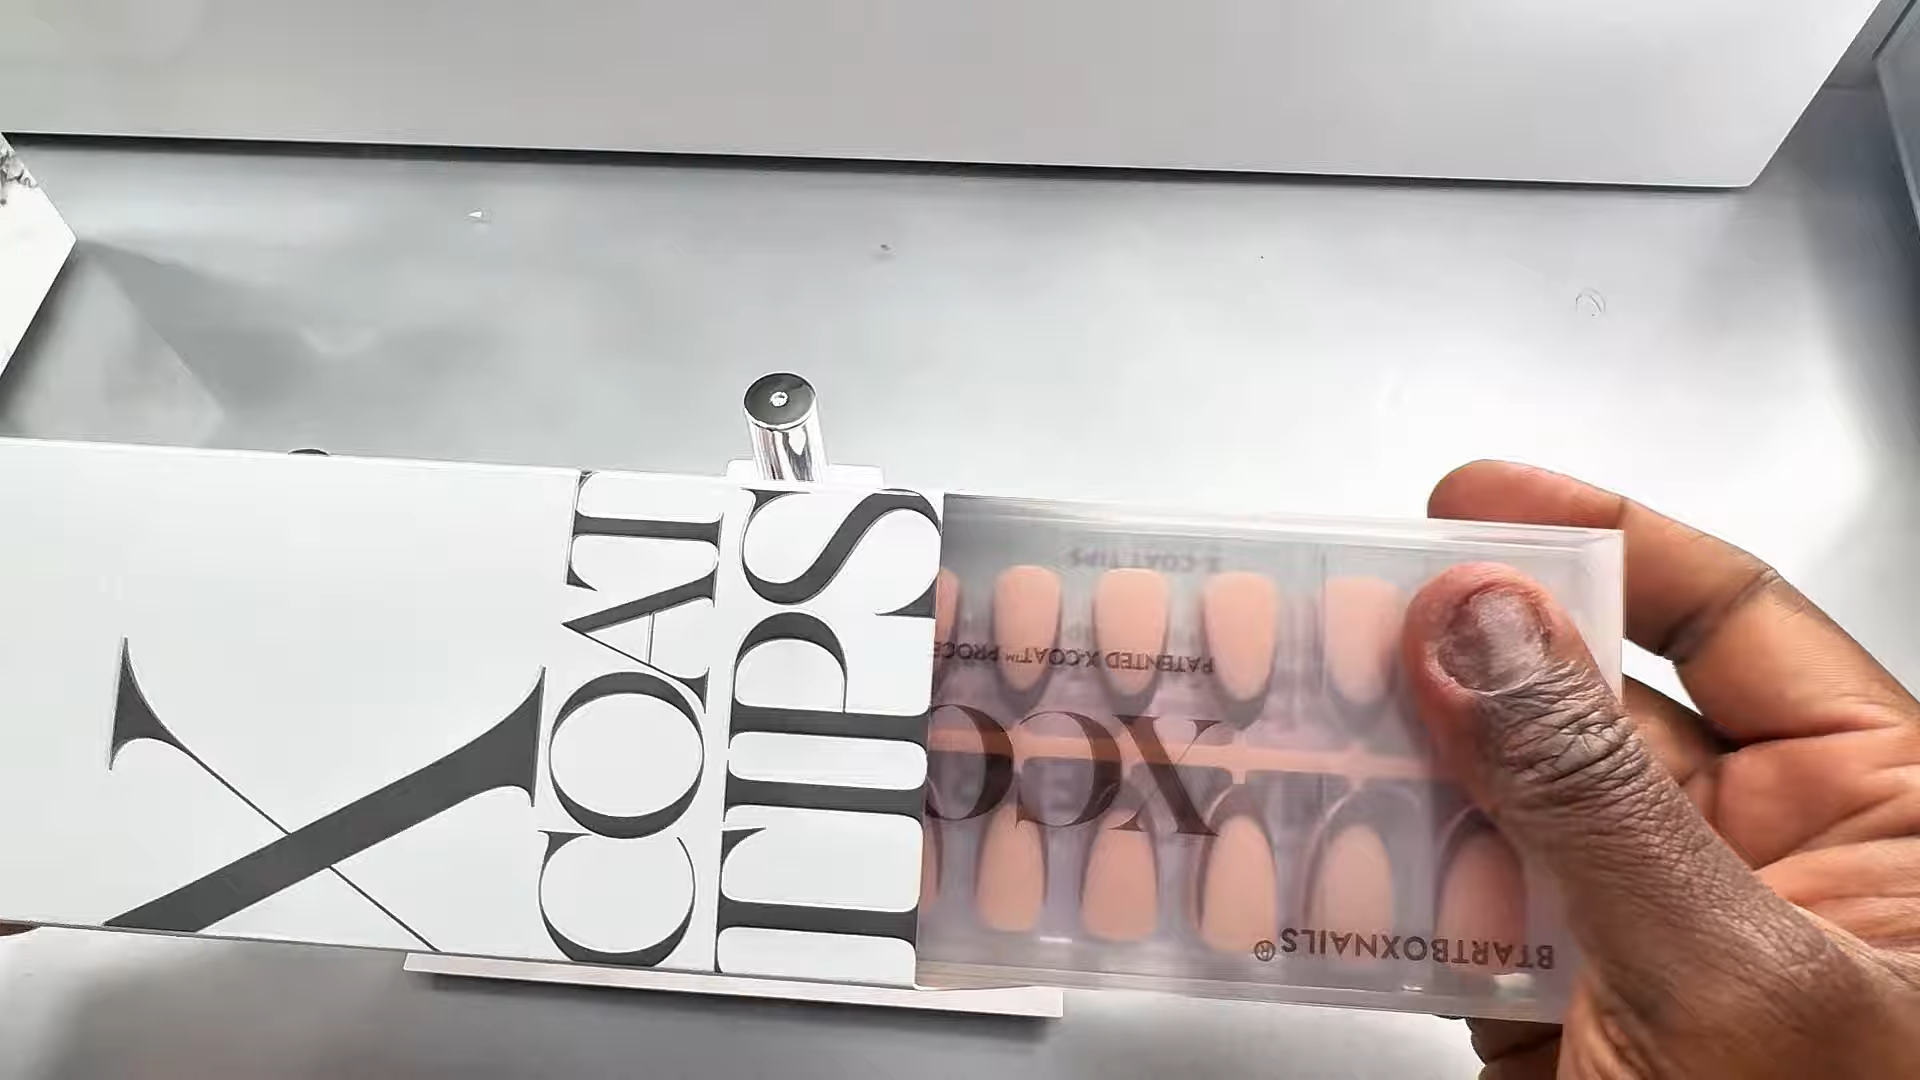 X
COAT
TIPS
X-COAT TIPS
PATENTED X-COAT™ PROCE
XCO
BTARTBOXNAILS®